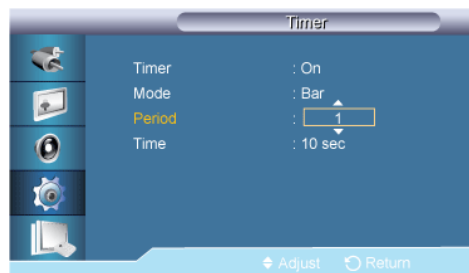 Timer
Timer : On
Mode : Bar
Period : 1
Time : 10 sec
Adjust Return